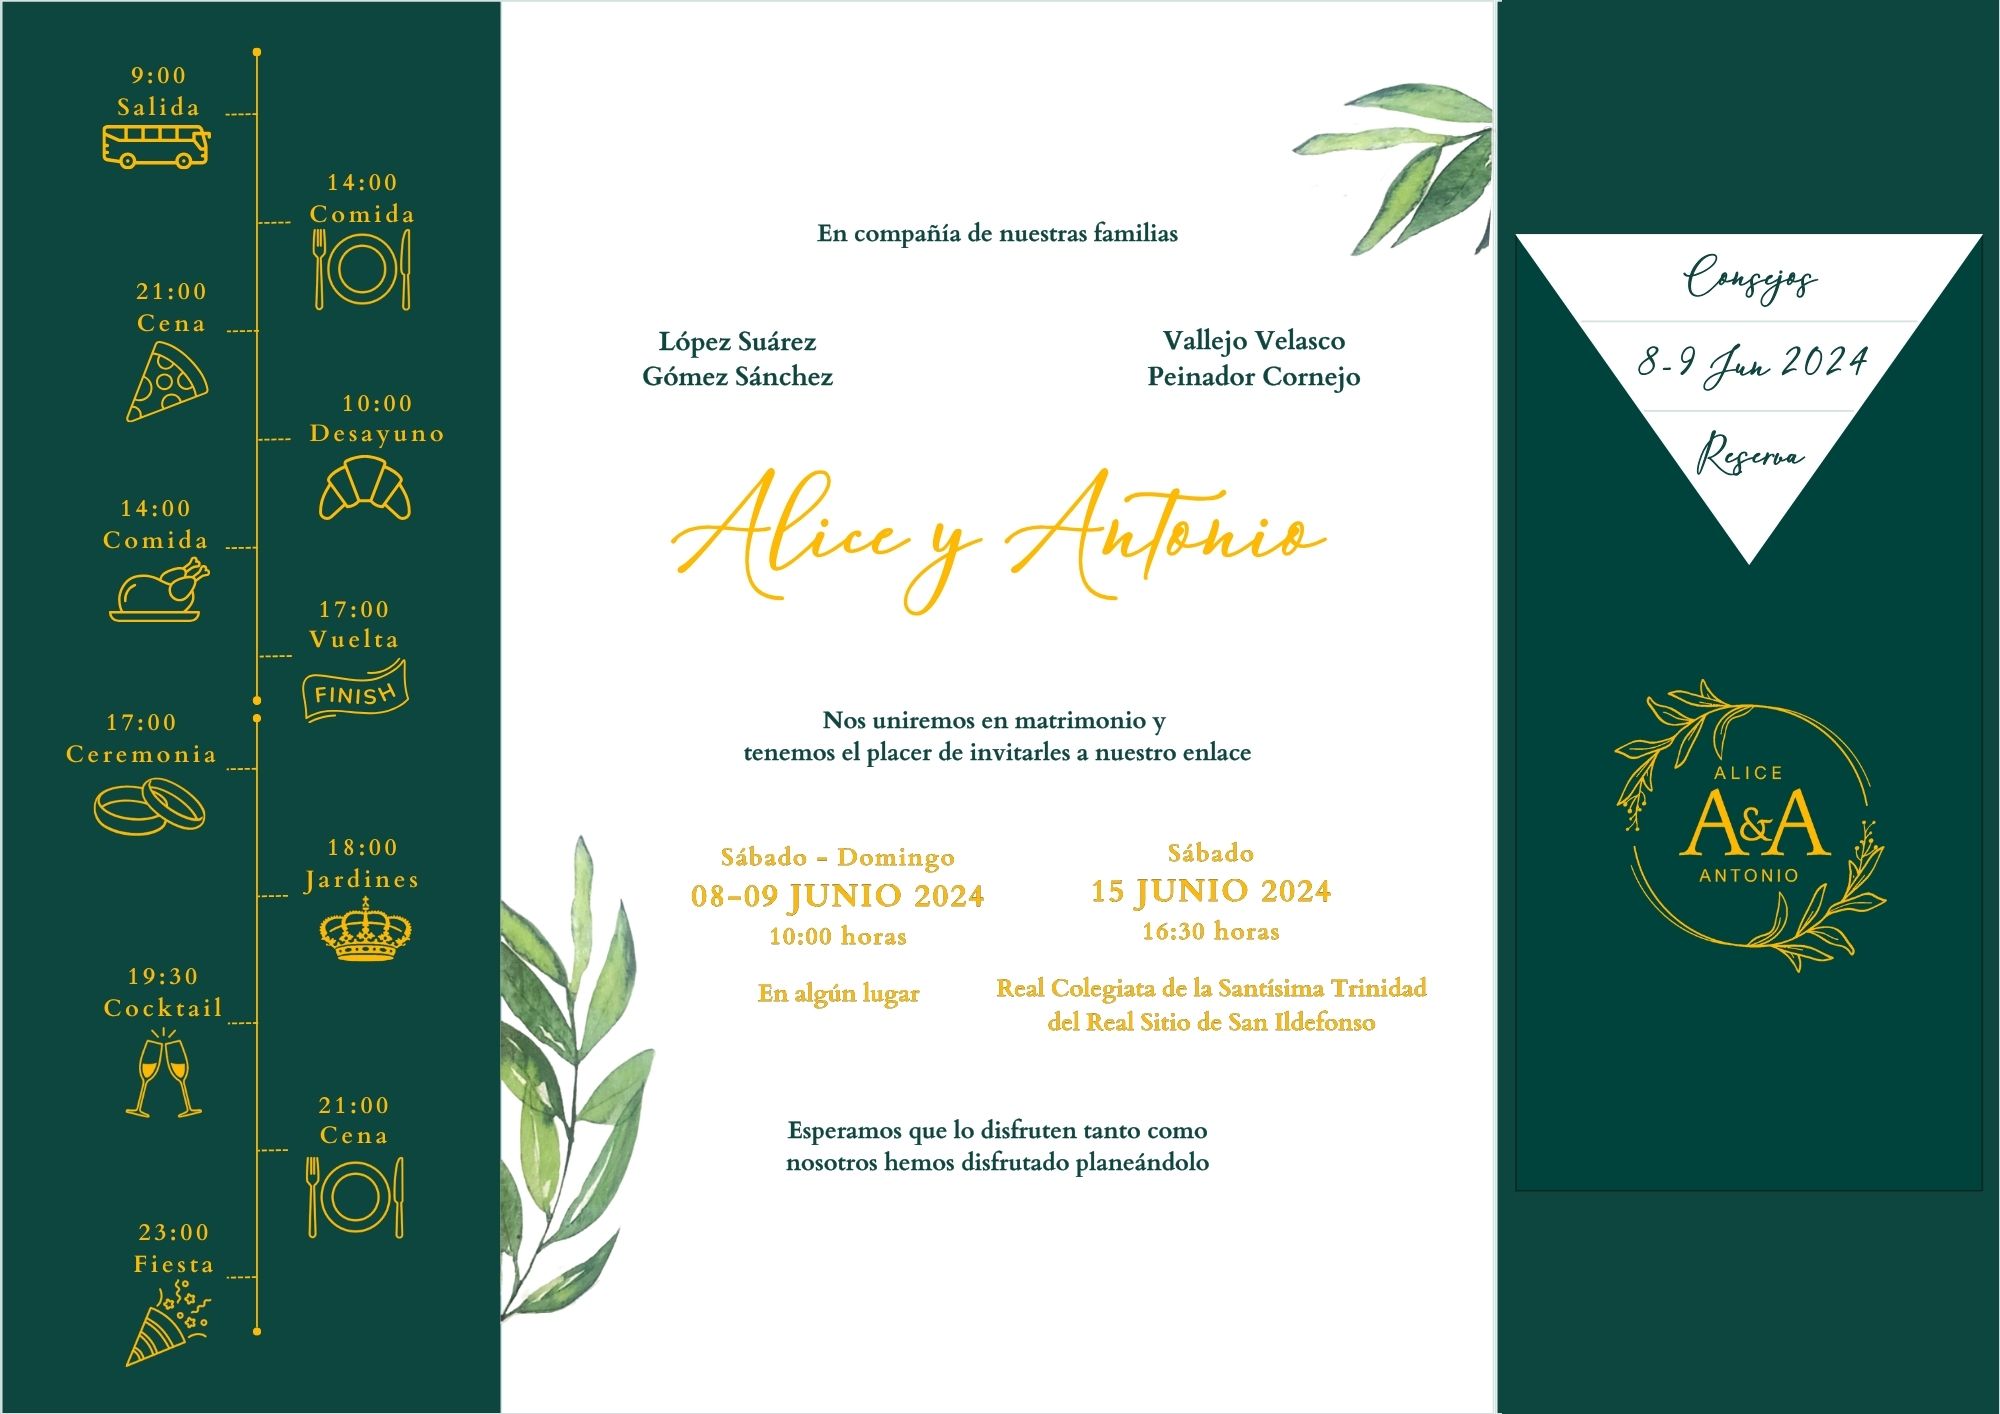 9:00
Salida
14:00
Comida
21:00
Cena
10:00
Desayuno
14:00
Comida
17:00
Vuelta
FINISH
17:00
Ceremonia
18:00
Jardines
19:30
Cocktail
21:00
Cena
23:00
Fiesta
En compañía de nuestras familias
López Suárez
Gómez Sánchez
Vallejo Velasco
Peinador Cornejo
Alice y Antonio
Nos uniremos en matrimonio y
tenemos el placer de invitarles a nuestro enlace
Sábado - Domingo
08-09 JUNIO 2024
10:00 horas
En algún lugar
Sábado
15 JUNIO 2024
16:30 horas
Real Colegiata de la Santísima Trinidad
del Real Sitio de San Ildefonso
Esperamos que lo disfruten tanto como
nosotros hemos disfrutado planeándolo
Consejos
8-9 Jun 2024
Reserva
ALICE
A&A
ANTONIO